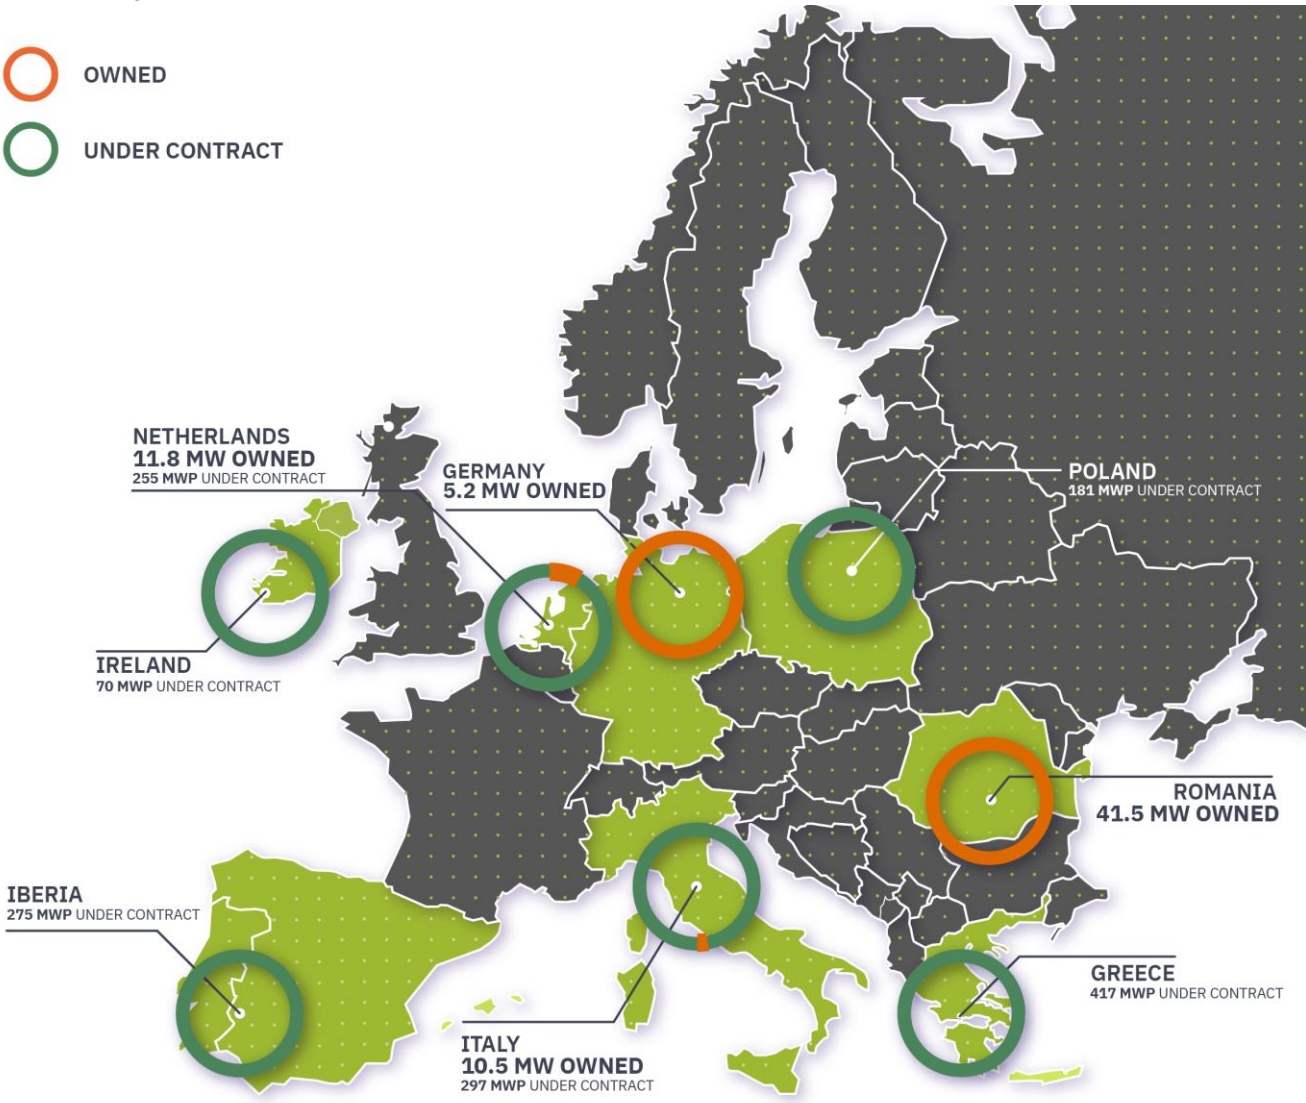 OWNED
UNDER CONTRACT
NETHERLANDS
11.8 MW OWNED
255 MWP UNDER CONTRACT
GERMANY
5.2 MW OWNED
POLAND
181 MWP UNDER CONTRACT
IRELAND
70 MWP UNDER CONTRACT
ROMANIA
41.5 MW OWNED
IBERIA
275 MWP UNDER CONTRACT
GREECE
417 MWP UNDER CONTRACT
ITALY
10.5 MW OWNED
297 MWP UNDER CONTRACT